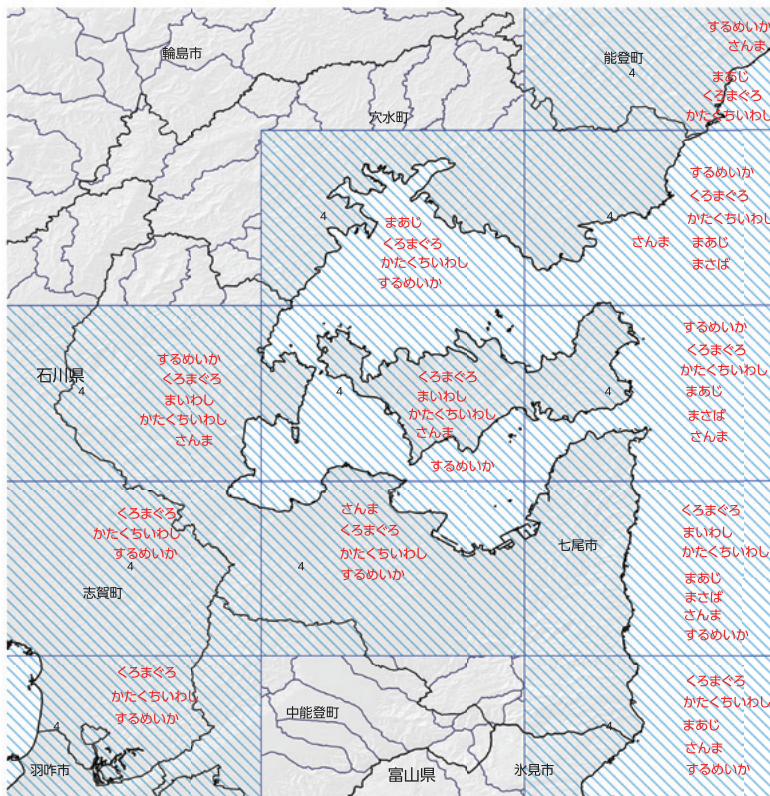 するめいか
さんま
まあじ
くろまぐろ
かたくちいわし
輪島市
能登町
4
穴水町
4
まあじ
くろまぐろ
かたくちいわし
するめいか
4
するめいか
くろまぐろ
かたくちいわし
さんま
まあじ
まさば
石川県
4
するめいか
くろまぐろ
まいわし
かたくちいわし
さんま
4
くろまぐろ
まいわし
かたくちいわし
さんま
するめいか
4
するめいか
くろまぐろ
かたくちいわし
まあじ
まさば
さんま
くろまぐろ
かたくちいわし
するめいか
4
志賀町
さんま
くろまぐろ
かたくちいわし
するめいか
4
七尾市
くろまぐろ
まいわし
かたくちいわし
まあじ
まさば
さんま
するめいか
くろまぐろ
かたくちいわし
するめいか
4
羽咋市
中能登町
富山県
氷見市
4
くろまぐろ
かたくちいわし
まあじ
さんま
するめいか